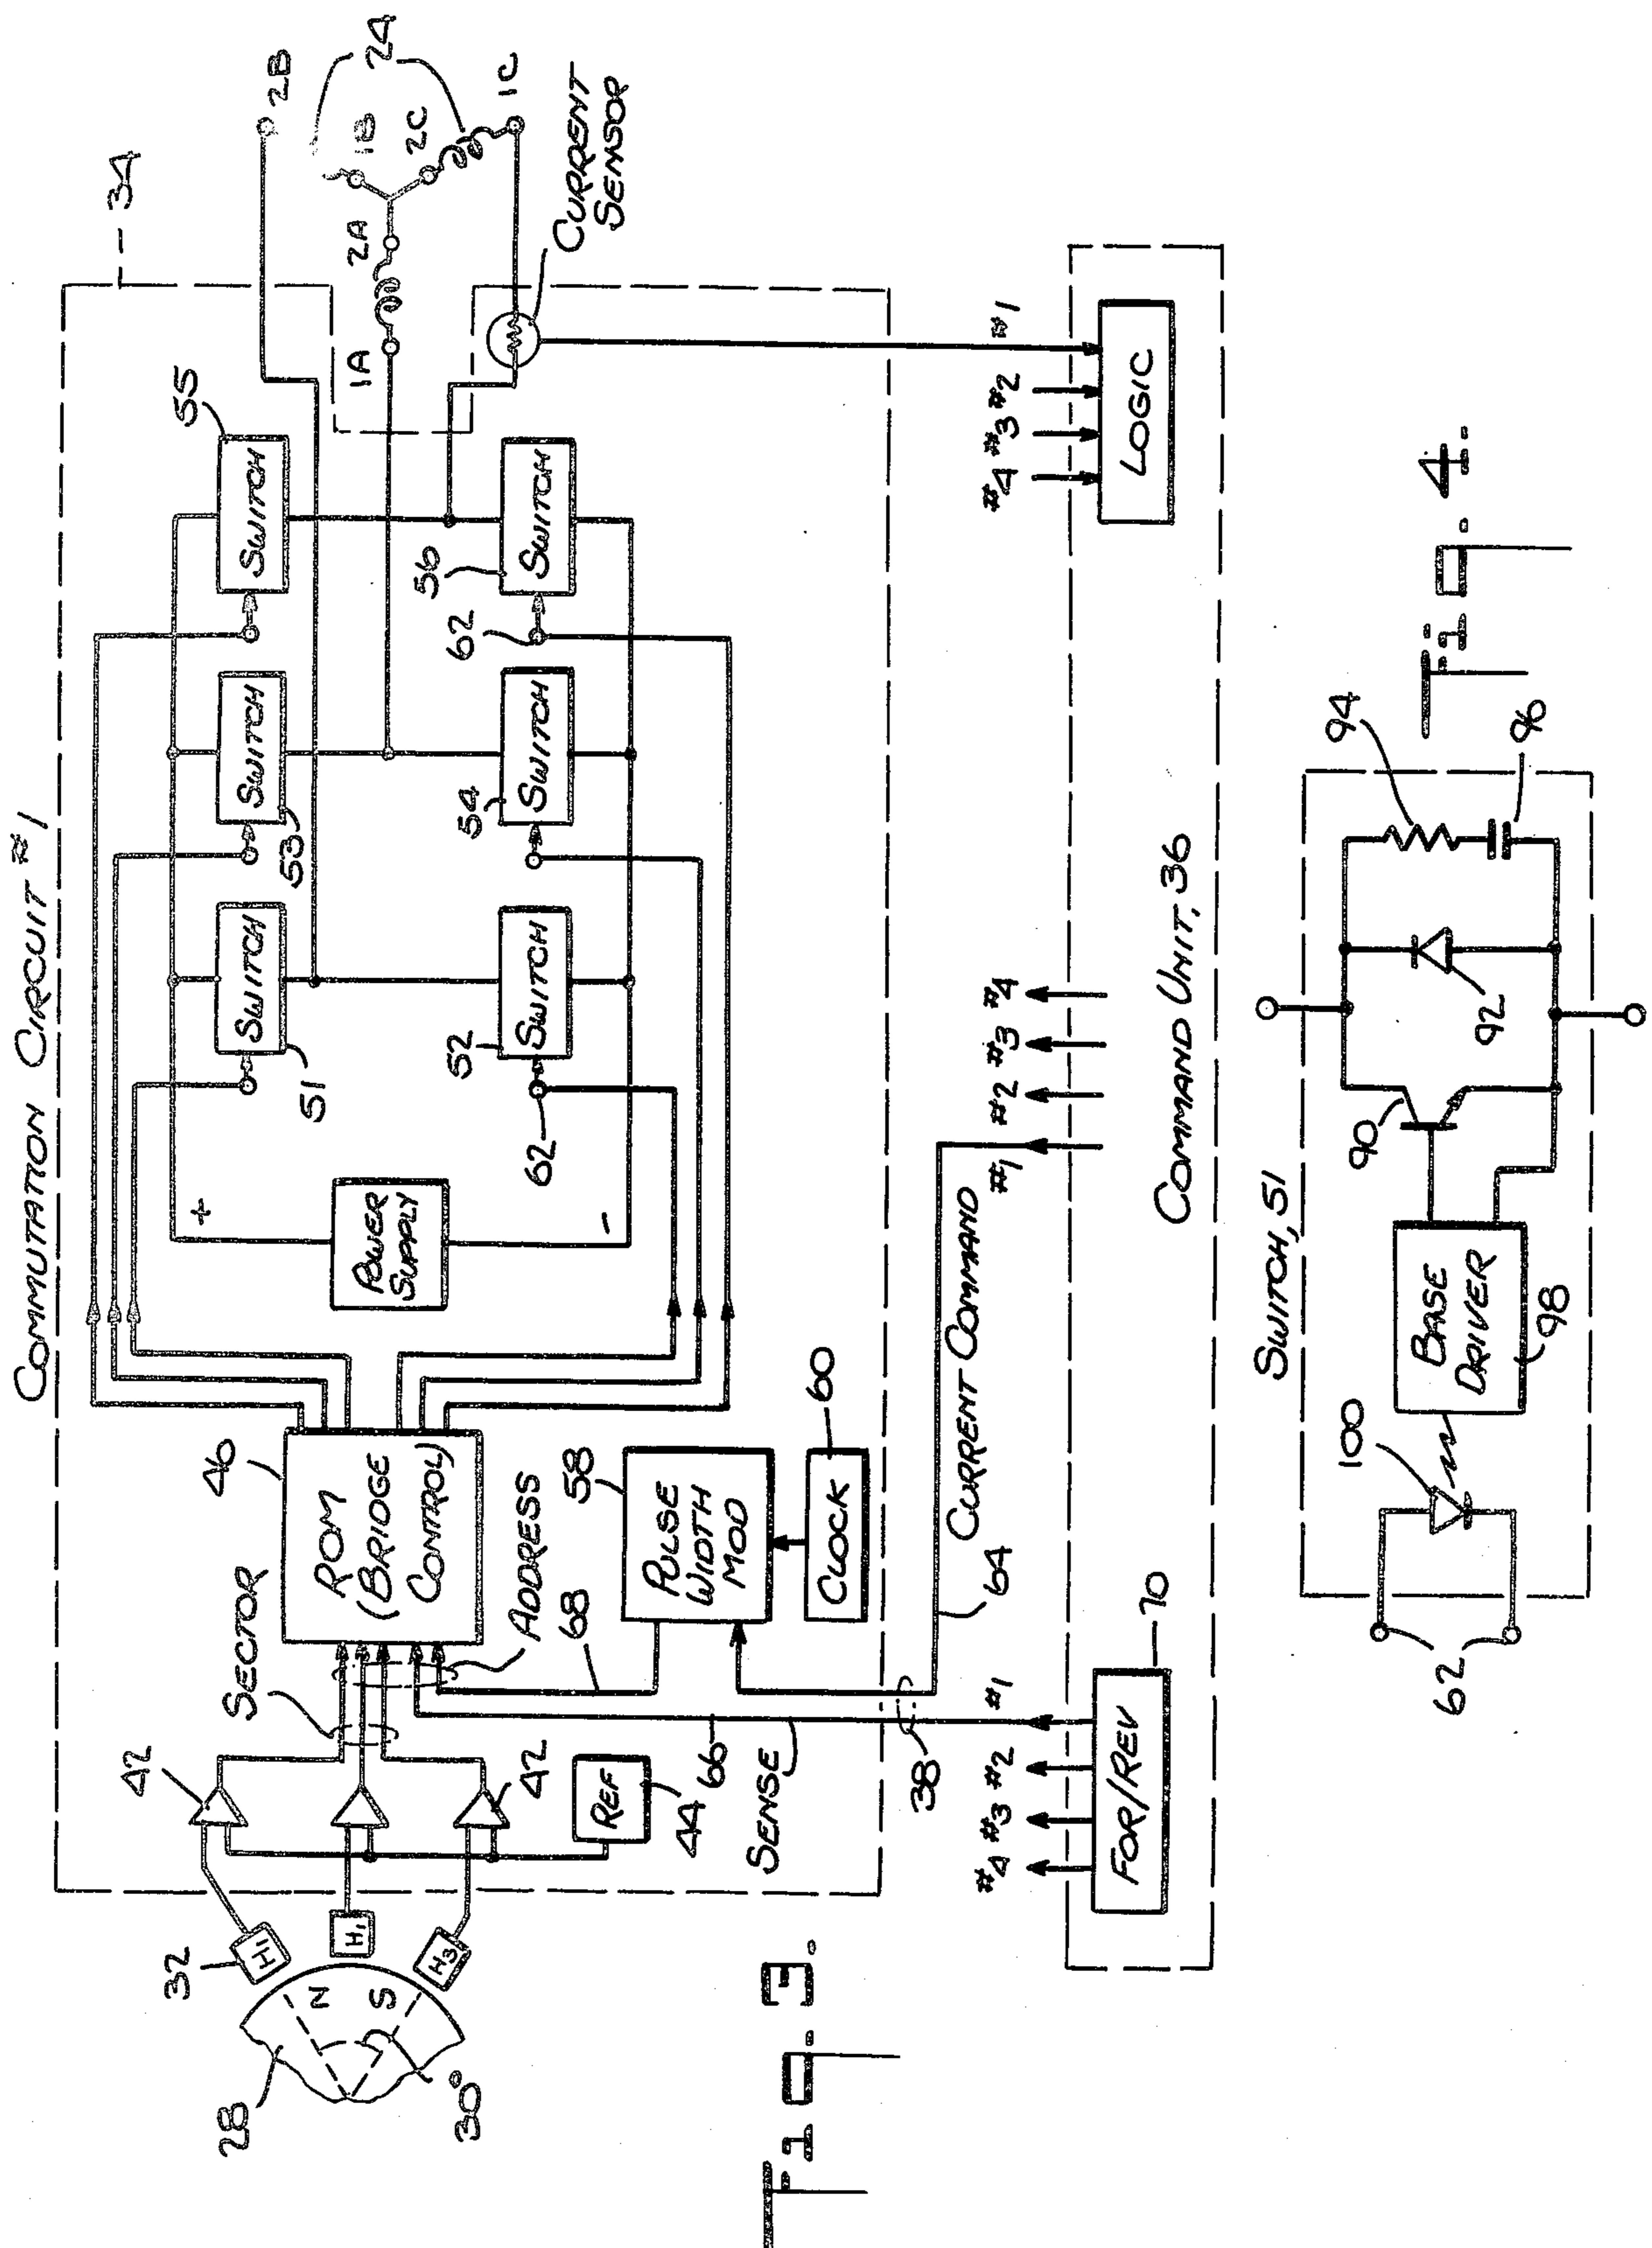 COMMUTATION CIRCUIT #1
34
28
30°
32
H1
H1
H3
N
S
42
42
REF
44
SECTOR
ADDRESS
68
66
SENSE
38
46
ROM
(BRIDGE
CONTROL)
58
PULSE
WIDTH
MOD
CLOCK
60
POWER
SUPPLY
+
-
SWITCH
51
SWITCH
53
SWITCH
55
52
SWITCH
62
54
SWITCH
56
SWITCH
62
1A
2A
1B
2B
2C
1C
24
CURRENT
SENSOR
CURRENT COMMAND
64
#4
#3
#2
#1
FOR/REV
70
#1
#2
#3
#4
COMMAND UNIT, 36
#4
#3
#2
#1
LOGIC
Fig. 3.
SWITCH, 51
62
100
BASE
DRIVER
98
90
92
94
96
Fig. 4.